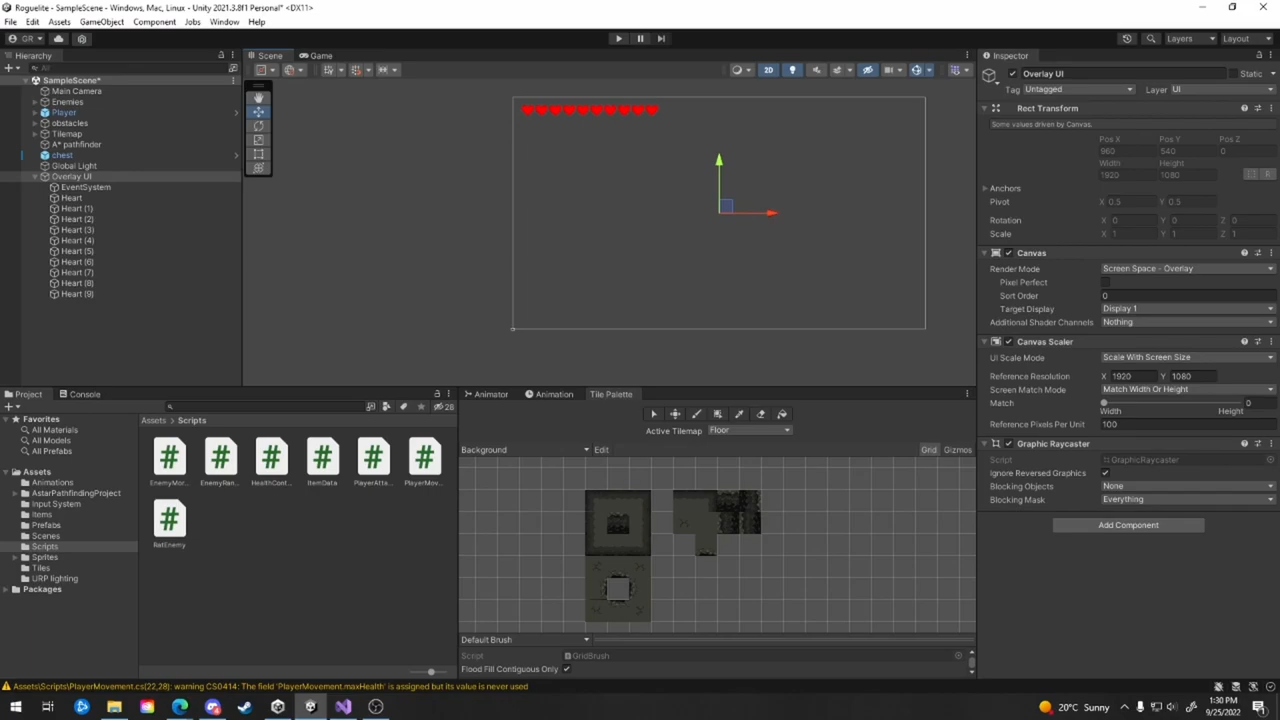 Roguelite - SampleScene - Windows, Mac, Linux - Unity 2021.3.8f1 Personal* <DX11>
File Edit Assets GameObject Component Jobs Window Help
GR
Layers Layout
Hierarchy
All
SampleScene*
Main Camera
Enemies
Player
obstacles
Tilemap
A* pathfinder
chest
Global Light
Overlay UI
EventSystem
Heart
Heart (1)
Heart (2)
Heart (3)
Heart (4)
Heart (5)
Heart (6)
Heart (7)
Heart (8)
Heart (9)
Scene Game
2D
Inspector
Overlay UI Static
Tag Untagged Layer UI
Rect Transform
Some values driven by Canvas.
Pos X Pos Y Pos Z
960 540 0
Width Height
1920 1080
R
Anchors
Pivot X 0.5 Y 0.5
Rotation X 0 Y 0 Z 0
Scale X 1 Y 1 Z 1
Canvas
Render Mode Screen Space - Overlay
Pixel Perfect
Sort Order 0
Target Display Display 1
Additional Shader Channels Nothing
Canvas Scaler
UI Scale Mode Scale With Screen Size
Reference Resolution X 1920 Y 1080
Screen Match Mode Match Width Or Height
Match 0
Width Height
Reference Pixels Per Unit 100
Graphic Raycaster
Script GraphicRaycaster
Ignore Reversed Graphics
Blocking Objects None
Blocking Mask Everything
Add Component
Project Console
28
Favorites
All Materials
All Models
All Prefabs
Assets
Animations
AstarPathfindingProject
Input System
Items
Prefabs
Scenes
Scripts
Sprites
Tiles
URP lighting
Packages
Assets > Scripts
EnemyMor... EnemyRan... HealthCont... ItemData PlayerAtta... PlayerMov...
RatEnemy
Animator Animation Tile Palette
Active Tilemap Floor
Background Edit Grid Gizmos
Default Brush
Script GridBrush
Flood Fill Contiguous Only
Assets\Scripts\PlayerMovement.cs(22,28): warning CS0414: The field 'PlayerMovement.maxHealth' is assigned but its value is never used
20°C Sunny
1:30 PM
9/25/2022